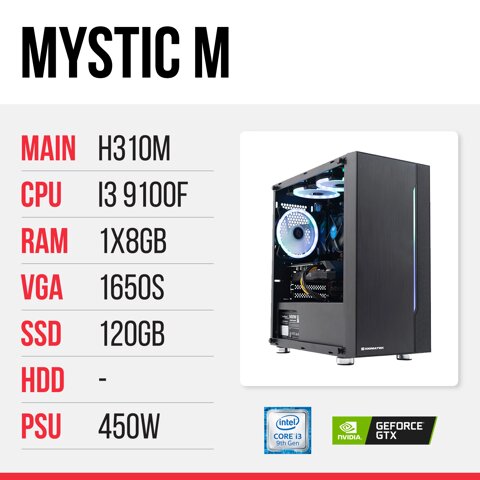 MYSTIC M
MAIN H310M
CPU I3 9100F
RAM 1X8GB
VGA 1650S
SSD 120GB
HDD -
PSU 450W
XIGMATEK
intel
CORE i3
9th Gen
NVIDIA
GEFORCE
GTX